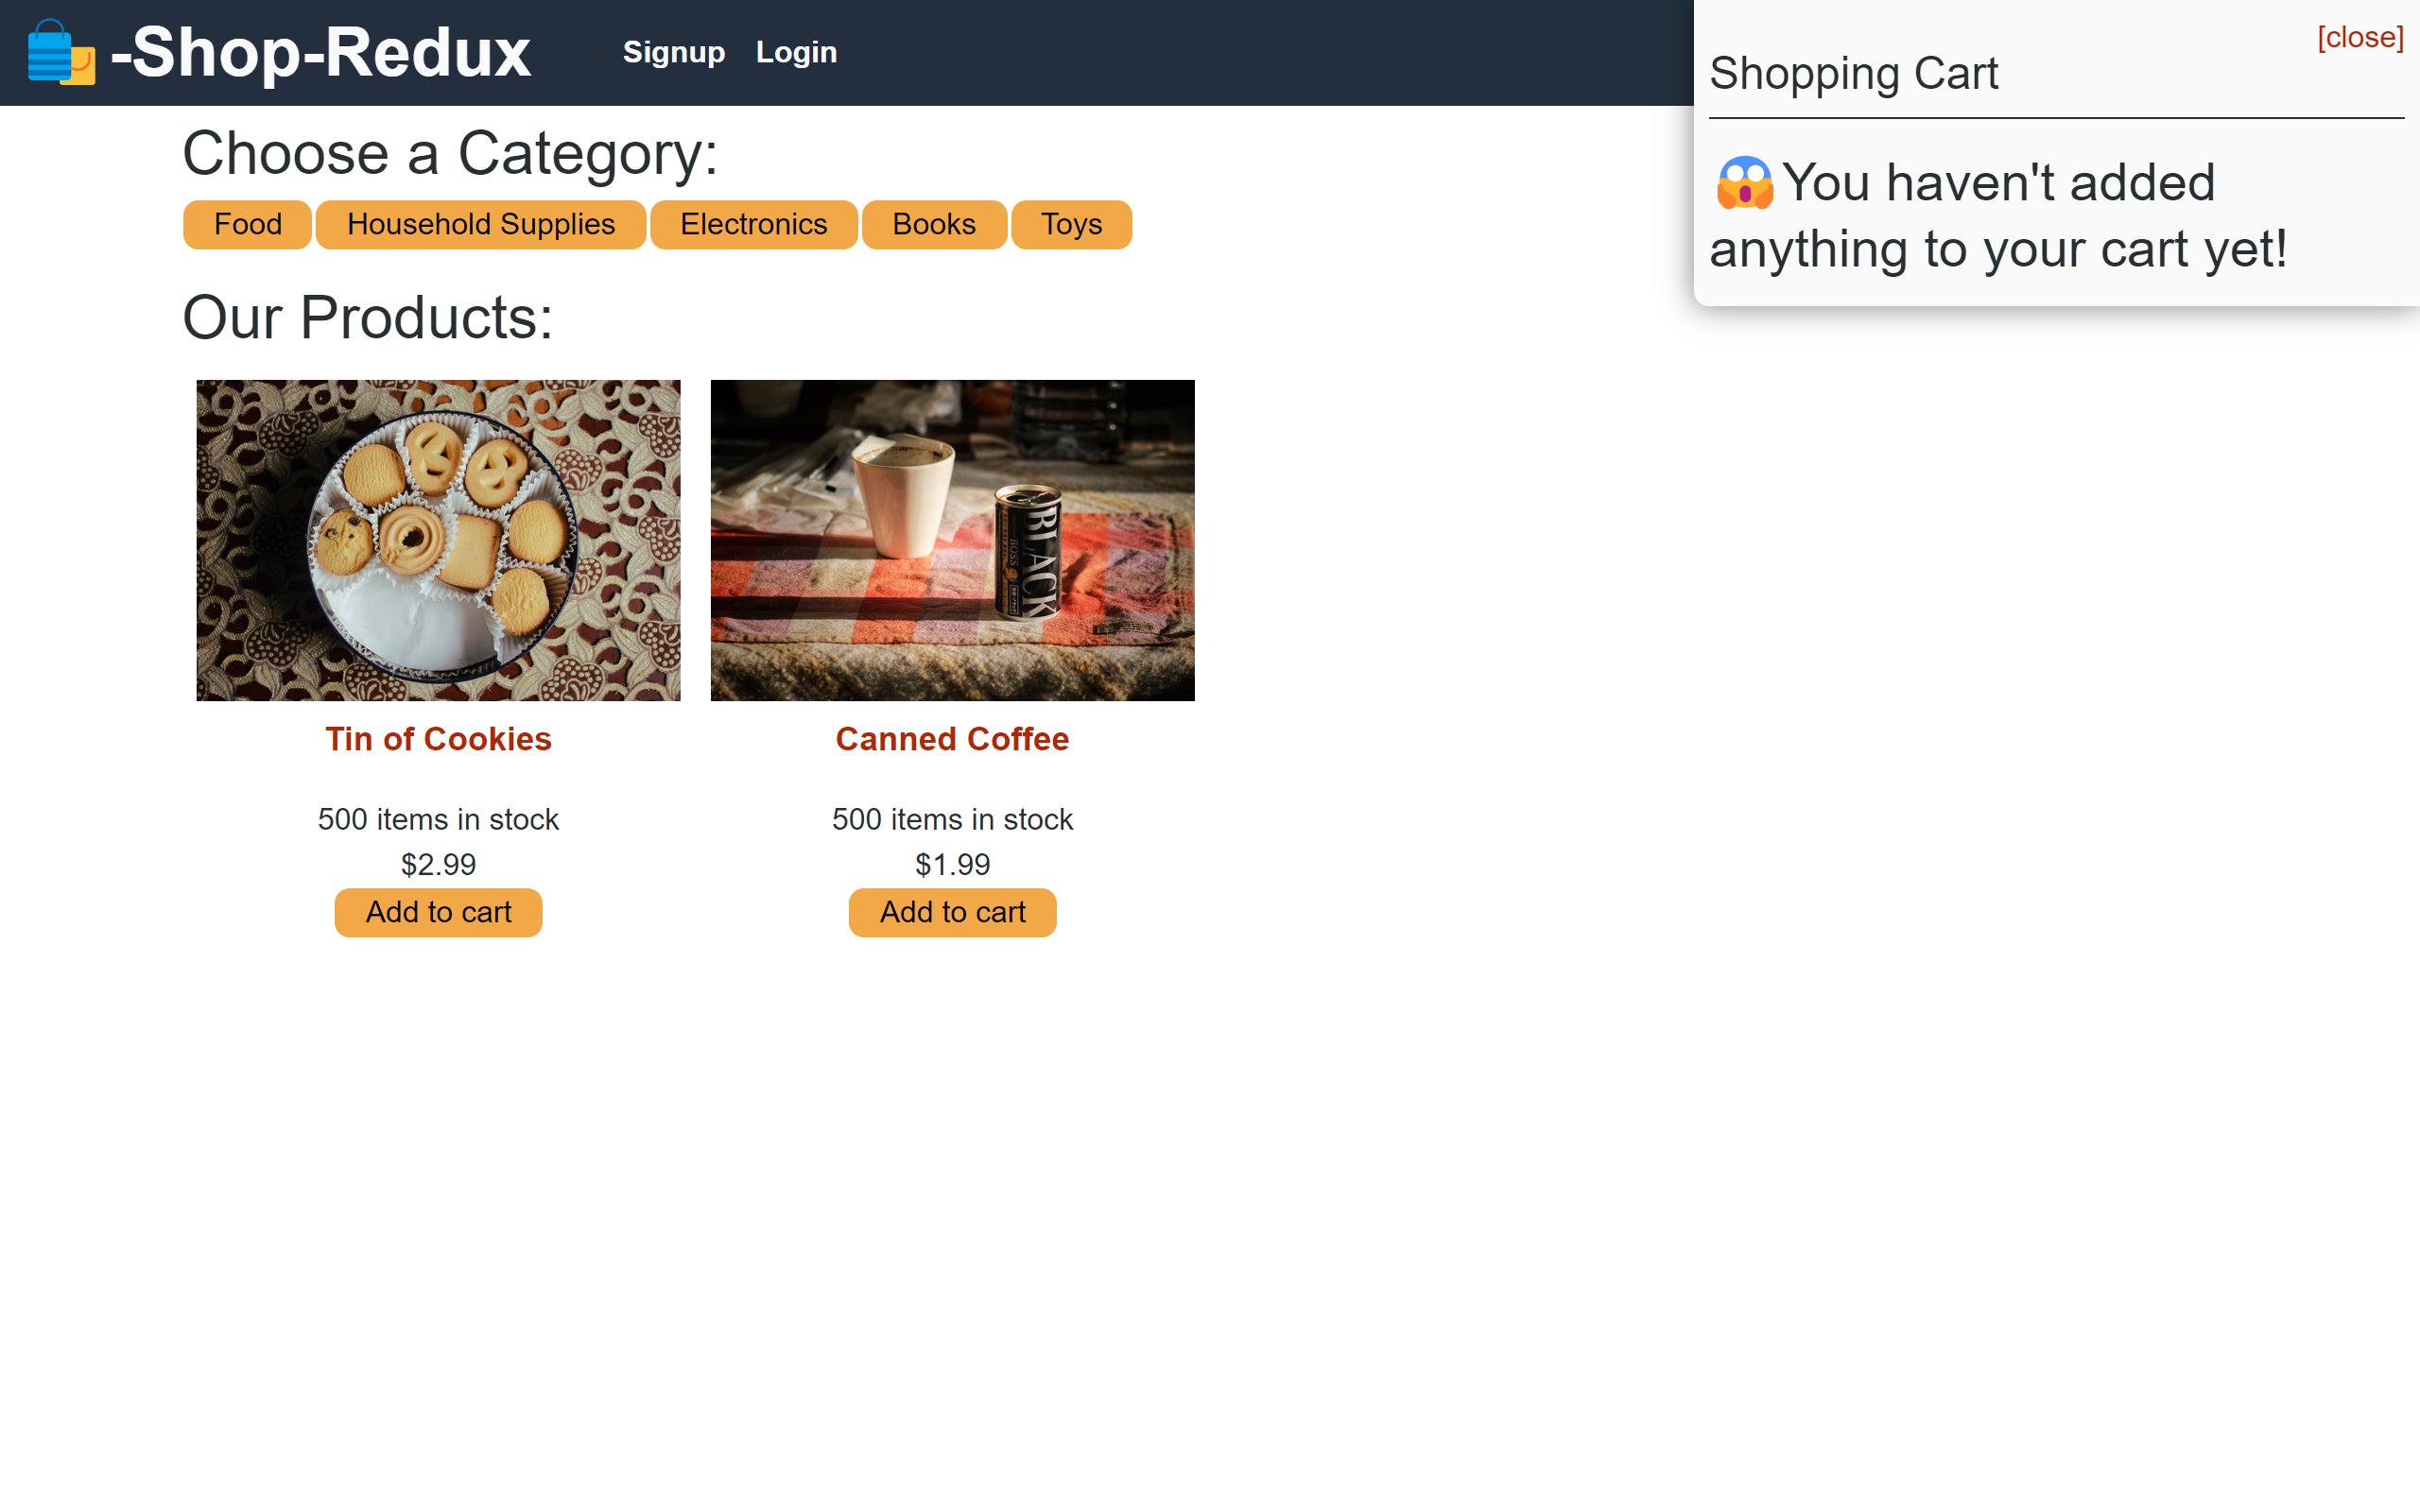 -Shop-Redux
Signup
Login
[close]
Shopping Cart
😱You haven't added
anything to your cart yet!
Choose a Category:
Food
Household Supplies
Electronics
Books
Toys
Our Products:
BLACK
BOSS
Tin of Cookies
500 items in stock
$2.99
Add to cart
Canned Coffee
500 items in stock
$1.99
Add to cart